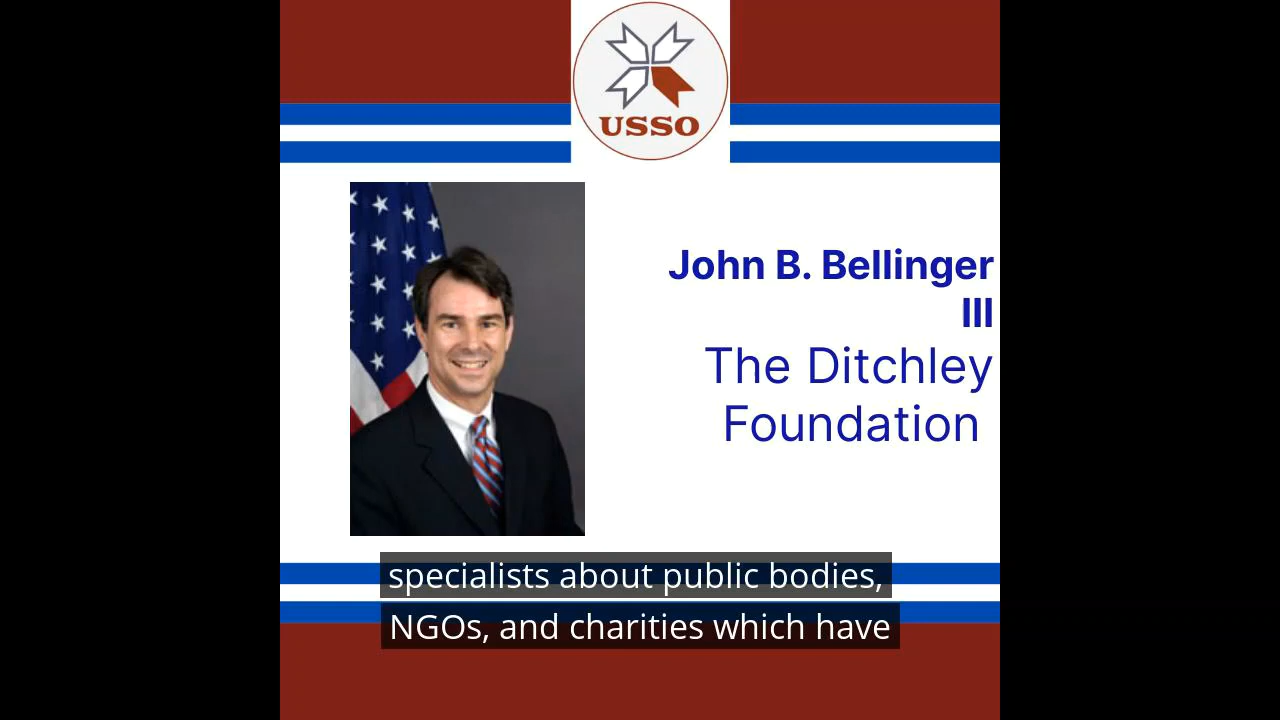 USSO
John B. Bellinger
III
The Ditchley
Foundation
specialists about public bodies,
NGOs, and charities which have